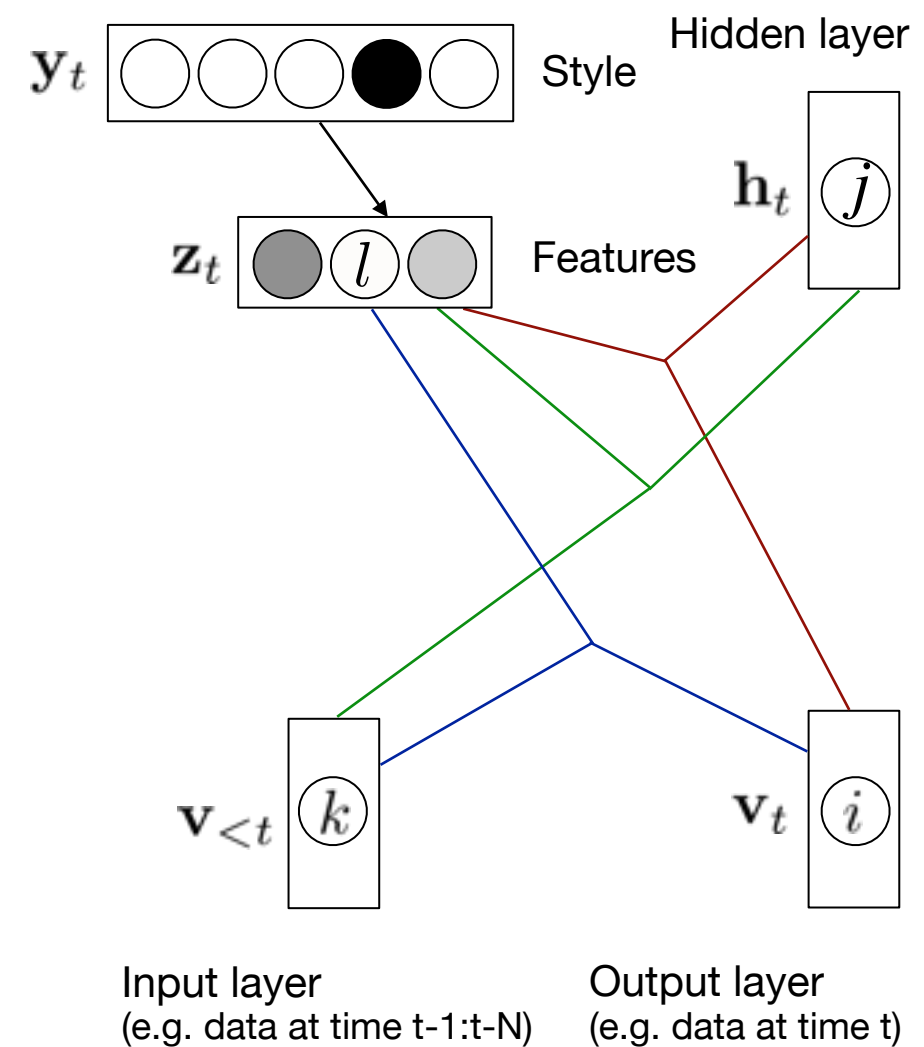 Hidden layer
y_t
Style
h_t
j
z_t
l
Features
v_{<t}
k
v_t
i
Input layer
(e.g. data at time t-1:t-N)
Output layer
(e.g. data at time t)